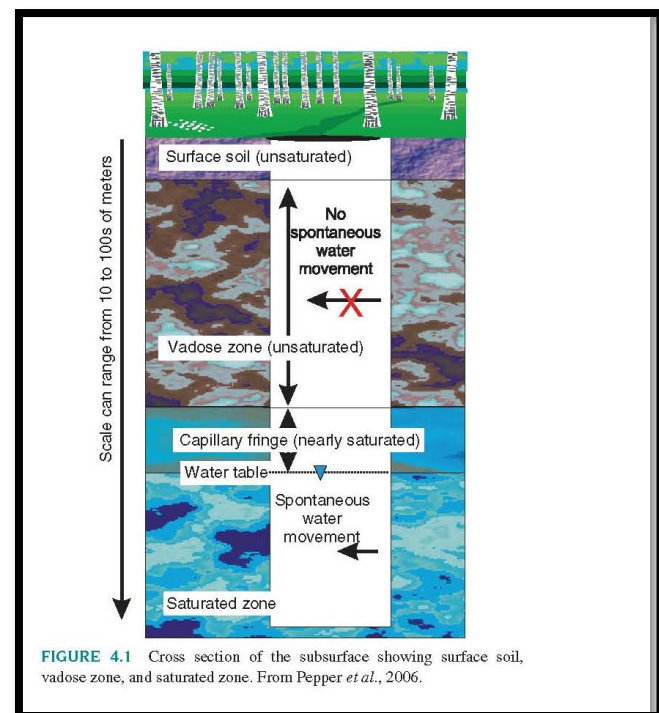 Surface soil (unsaturated)
No
spontaneous
water
movement
X
Vadose zone (unsaturated)
Capillary fringe (nearly saturated)
Water table
Spontaneous
water
movement
Saturated zone
Scale can range from 10 to 100s of meters
FIGURE 4.1 Cross section of the subsurface showing surface soil,
vadose zone, and saturated zone. From Pepper et al., 2006.